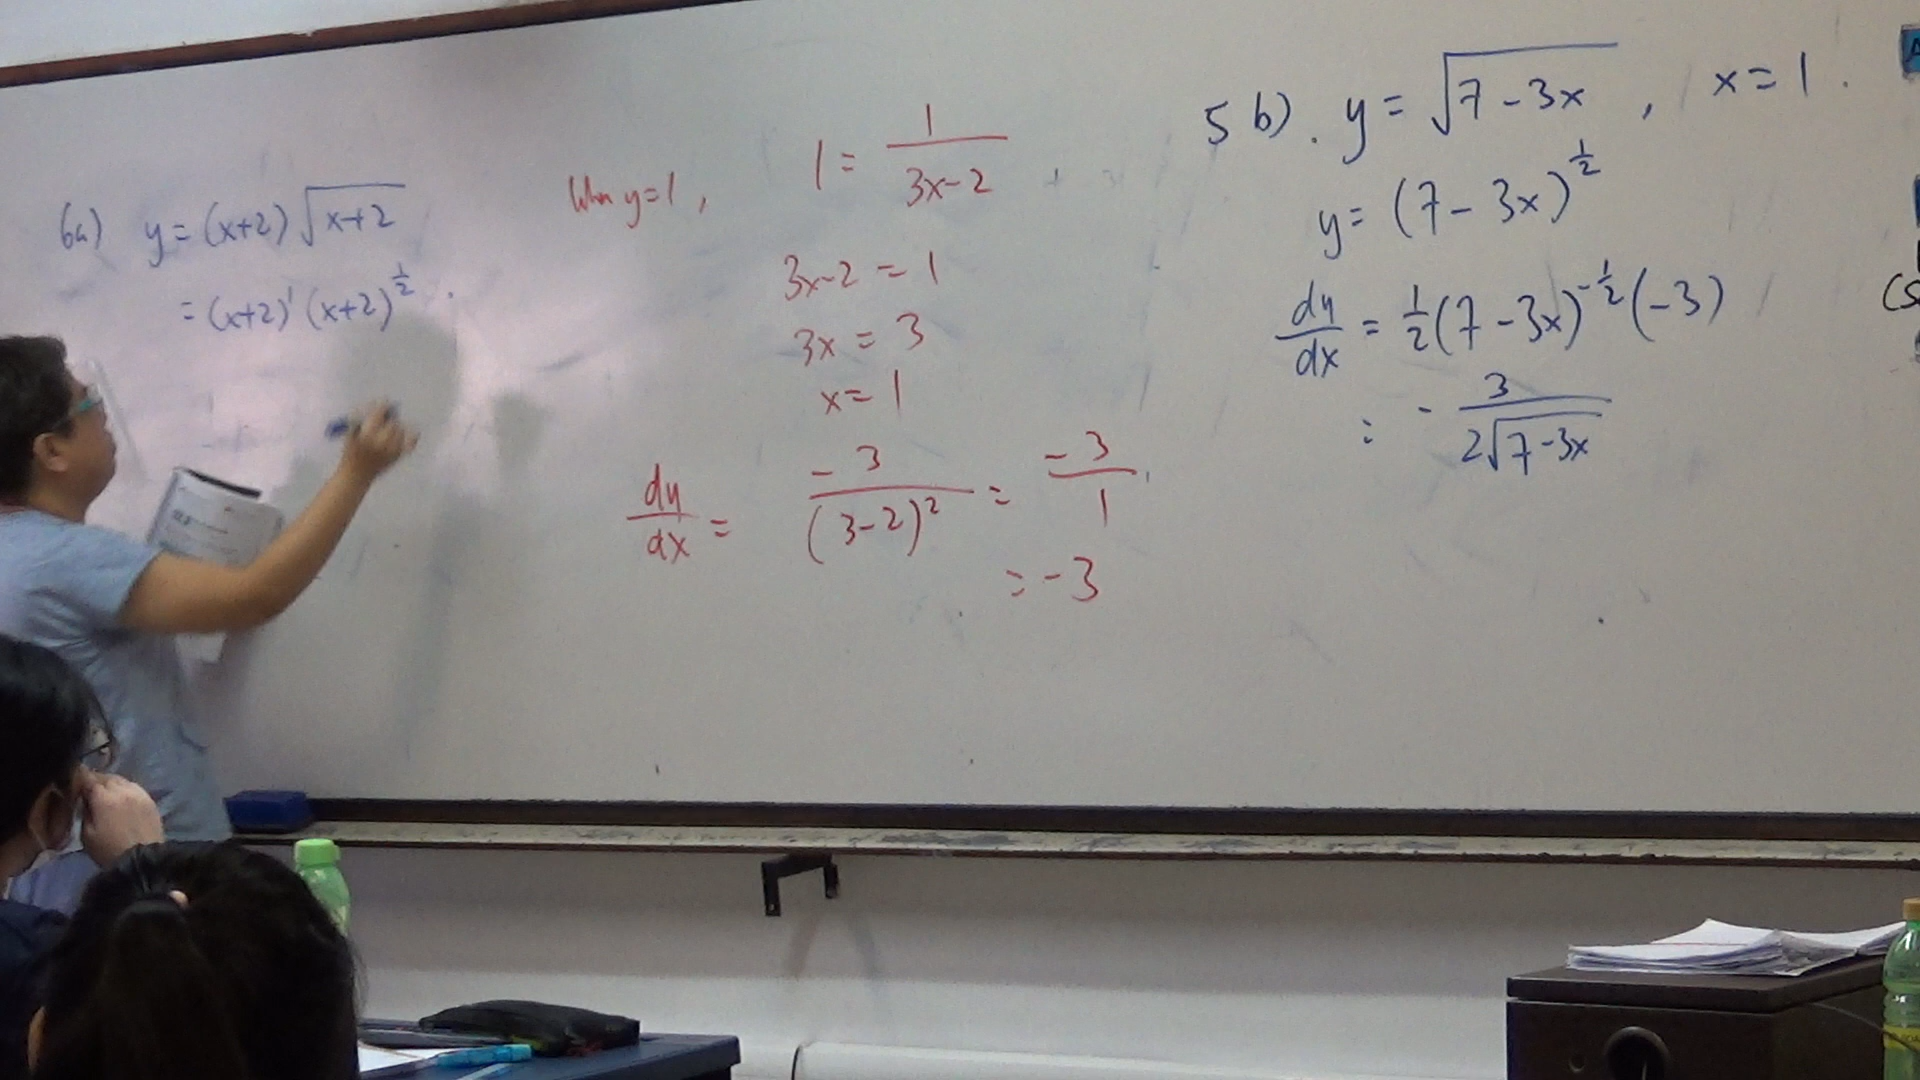 6a) y = (x+2) √(x+2)
= (x+2)¹ (x+2)^½ .
When y=1, 1 = 1/(3x-2)
3x-2 = 1
3x = 3
x = 1
dy/dx = -3/(3-2)² = -3/1
= -3
5 b). y = √(7-3x) , x = 1 .
y = (7-3x)^½
dy/dx = ½(7-3x)^-½ (-3)
= - 3/(2√(7-3x))